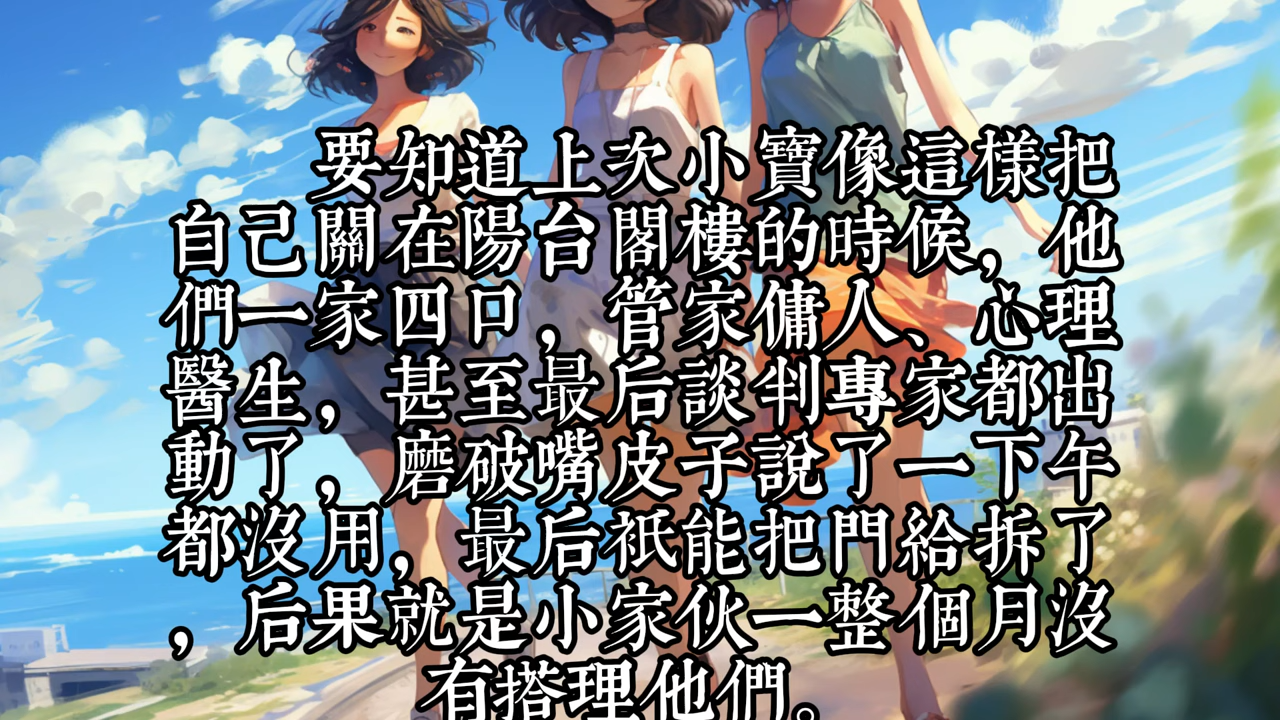 要知道上次小寶像這樣把
自己關在陽台閣樓的時候，他
們一家四口，管家傭人、心理
醫生，甚至最后談判專家都出
動了，磨破嘴皮子說了一下午
都沒用，最后祇能把門給拆了
，后果就是小家伙一整個月沒
有搭理他們。